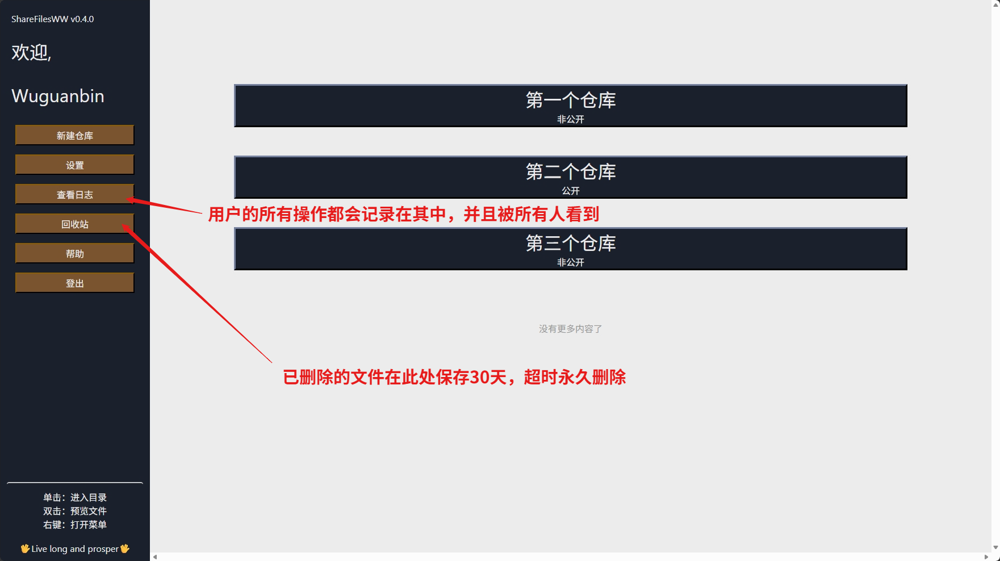 ShareFilesWW v0.4.0
欢迎,
Wuguanbin
新建仓库
设置
查看日志
回收站
帮助
登出
单击：进入目录
双击：预览文件
右键：打开菜单
🖖Live long and prosper🖖
第一个仓库
非公开
第二个仓库
公开
用户的所有操作都会记录在其中，并且被所有人看到
第三个仓库
非公开
没有更多内容了
已删除的文件在此处保存30天，超时永久删除